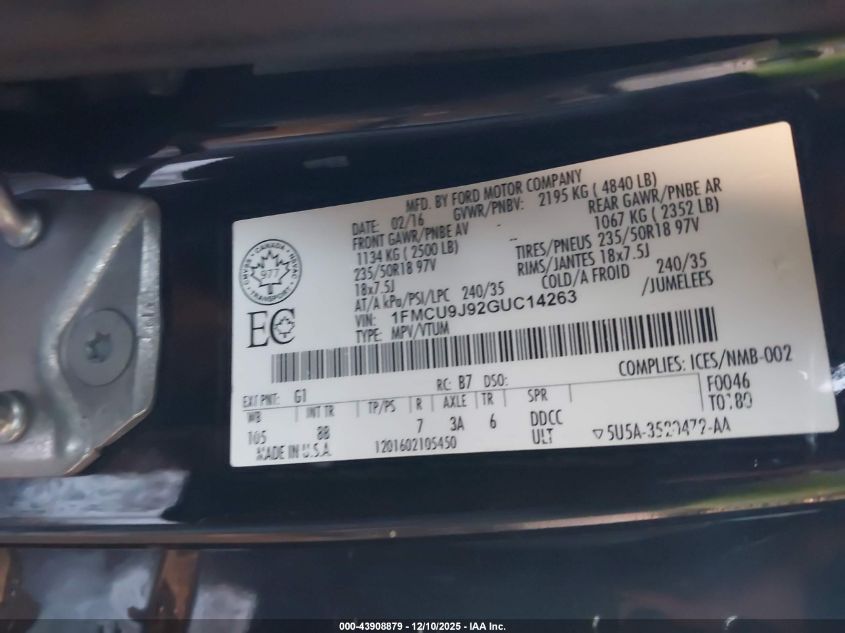 MFD. BY FORD MOTOR COMPANY
DATE: 02/16 GVWR/PNBV: 2195 KG ( 4840 LB)
FRONT GAWR/PNBE AV REAR GAWR/PNBE AR
1134 KG ( 2500 LB) 1067 KG ( 2352 LB)
235/50R18 97V TIRES/PNEUS 235/50R18 97V
18x7.5J RIMS/JANTES 18x7.5J
AT/A kPa/PSI/LPC 240/35 COLD/A FROID 240/35
VIN: 1FMCU9J92GUC14263 /JUMELEES
TYPE: MPV/VTUM
CANADA
977
TRANSPORT
EC
COMPLIES: ICES/NMB-002
EXT PNT: G1 RC: B7 DSO: F0046
WB INT TR TP/PS R AXLE TR SPR
105 8B 7 3A 6 DDCC
MADE IN U.S.A. 1201602105450 ULT
000-43908879 - 12/10/2025 - IAA Inc.